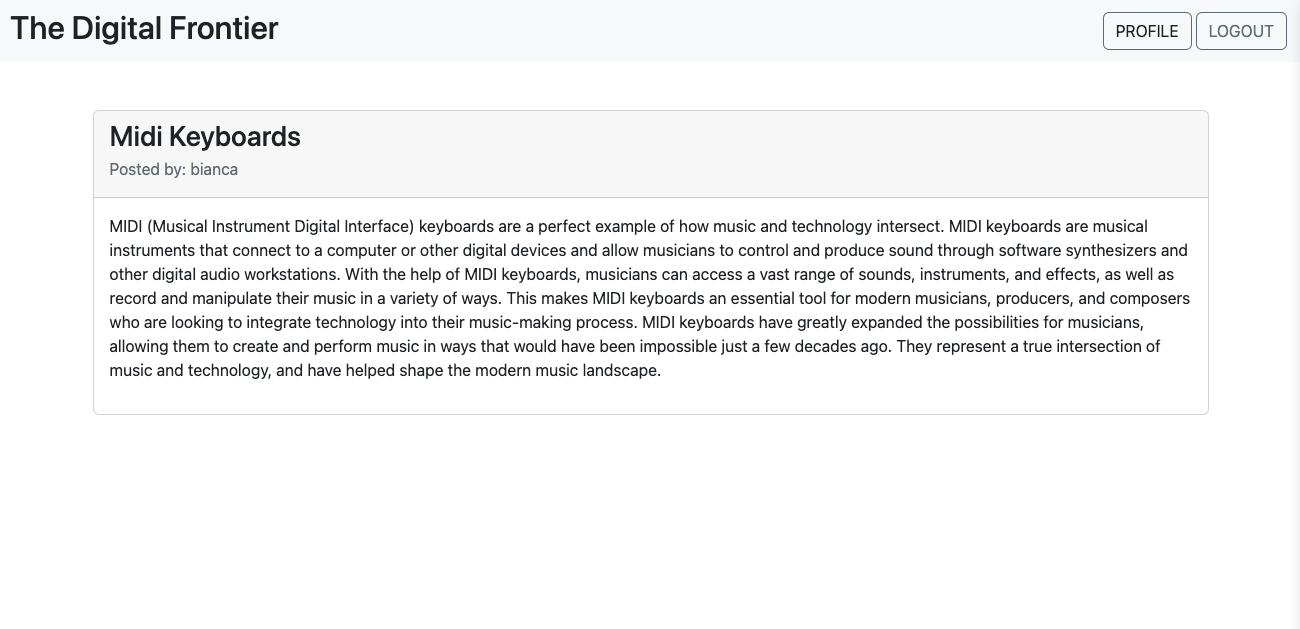 The Digital Frontier
PROFILE
LOGOUT
Midi Keyboards
Posted by: bianca
MIDI (Musical Instrument Digital Interface) keyboards are a perfect example of how music and technology intersect. MIDI keyboards are musical
instruments that connect to a computer or other digital devices and allow musicians to control and produce sound through software synthesizers and
other digital audio workstations. With the help of MIDI keyboards, musicians can access a vast range of sounds, instruments, and effects, as well as
record and manipulate their music in a variety of ways. This makes MIDI keyboards an essential tool for modern musicians, producers, and composers
who are looking to integrate technology into their music-making process. MIDI keyboards have greatly expanded the possibilities for musicians,
allowing them to create and perform music in ways that would have been impossible just a few decades ago. They represent a true intersection of
music and technology, and have helped shape the modern music landscape.